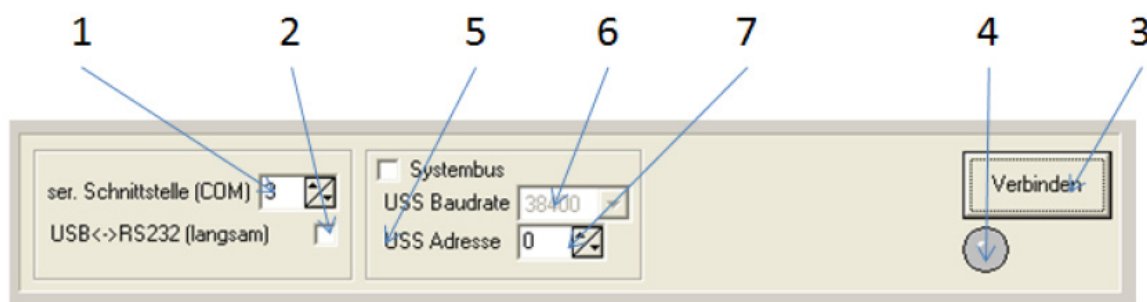 1 2 5 6 7 4 3
Systembus
ser. Schnittstelle (COM) 3
USS Baudrate 38400
Verbinden
USB<->RS232 (langsam)
USS Adresse 0